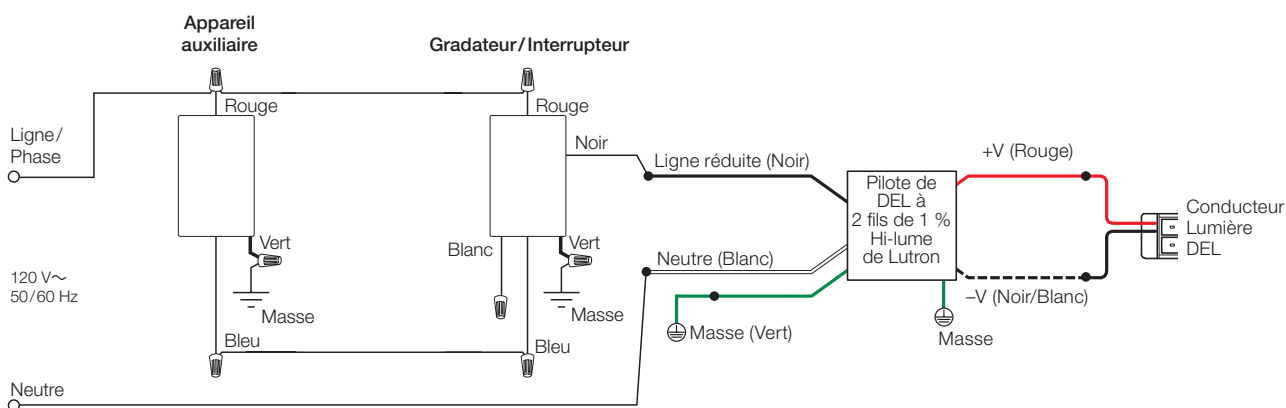 Appareil
auxiliaire
Gradateur/Interrupteur
Rouge
Rouge
Ligne/
Phase
Noir
Ligne réduite (Noir)
+V (Rouge)
Pilote de
DEL à
2 fils de 1 %
Hi-lume
de Lutron
Conducteur
Lumière
DEL
Vert
Blanc
Vert
Neutre (Blanc)
120 V~
50/60 Hz
Masse
Masse
Masse (Vert)
Masse
–V (Noir/Blanc)
Bleu
Bleu
Neutre